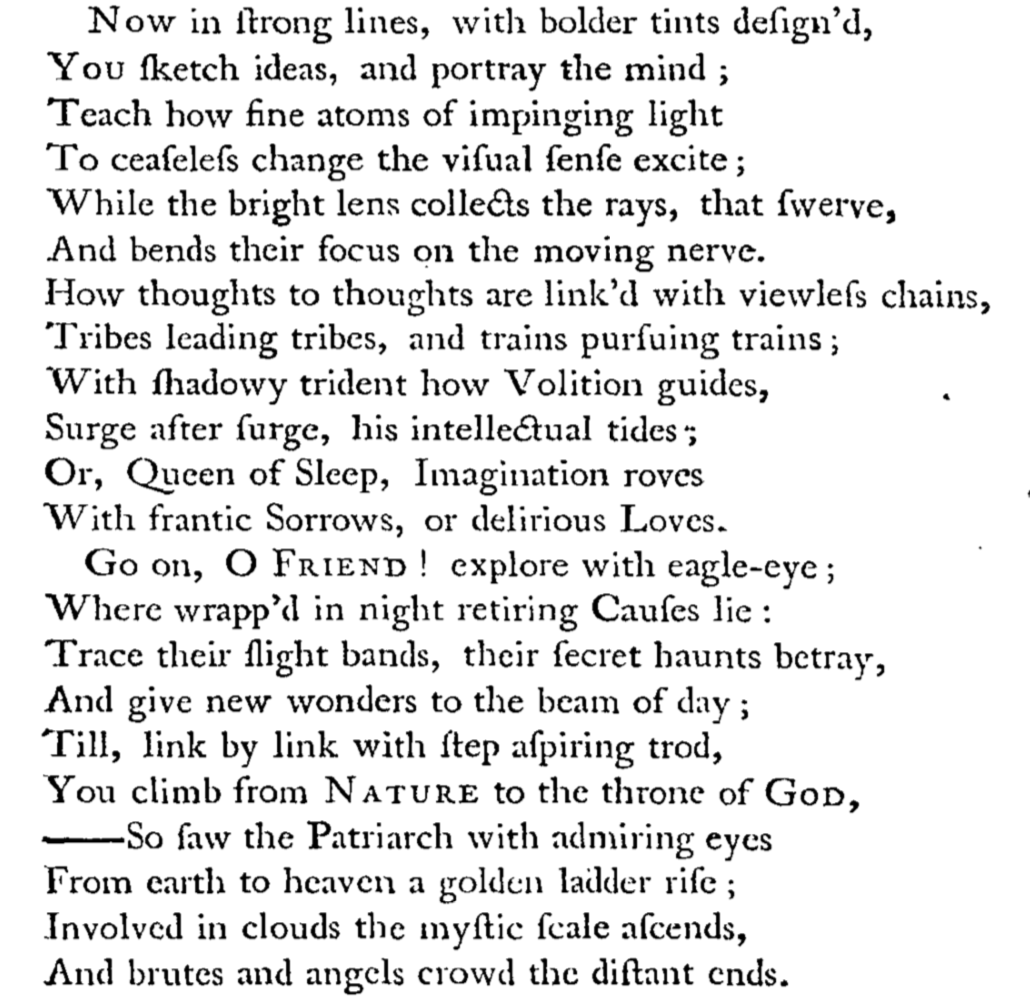 Now in ſtrong lines, with bolder tints deſign'd,
You ſketch ideas, and portray the mind ;
Teach how fine atoms of impinging light
To ceaſeleſs change the viſual ſenſe excite ;
While the bright lens collects the rays, that ſwerve,
And bends their focus on the moving nerve.
How thoughts to thoughts are link'd with viewleſs chains,
Tribes leading tribes, and trains purſuing trains ;
With ſhadowy trident how Volition guides,
Surge after ſurge, his intellectual tides ;
Or, Queen of Sleep, Imagination roves
With frantic Sorrows, or delirious Loves.
Go on, O FRIEND ! explore with eagle-eye ;
Where wrapp'd in night retiring Cauſes lie :
Trace their ſlight bands, their ſecret haunts betray,
And give new wonders to the beam of day ;
Till, link by link with ſtep aſpiring trod,
You climb from NATURE to the throne of GOD,
——So ſaw the Patriarch with admiring eyes
From earth to heaven a golden ladder riſe ;
Involved in clouds the myſtic ſcale aſcends,
And brutes and angels crowd the diſtant ends.